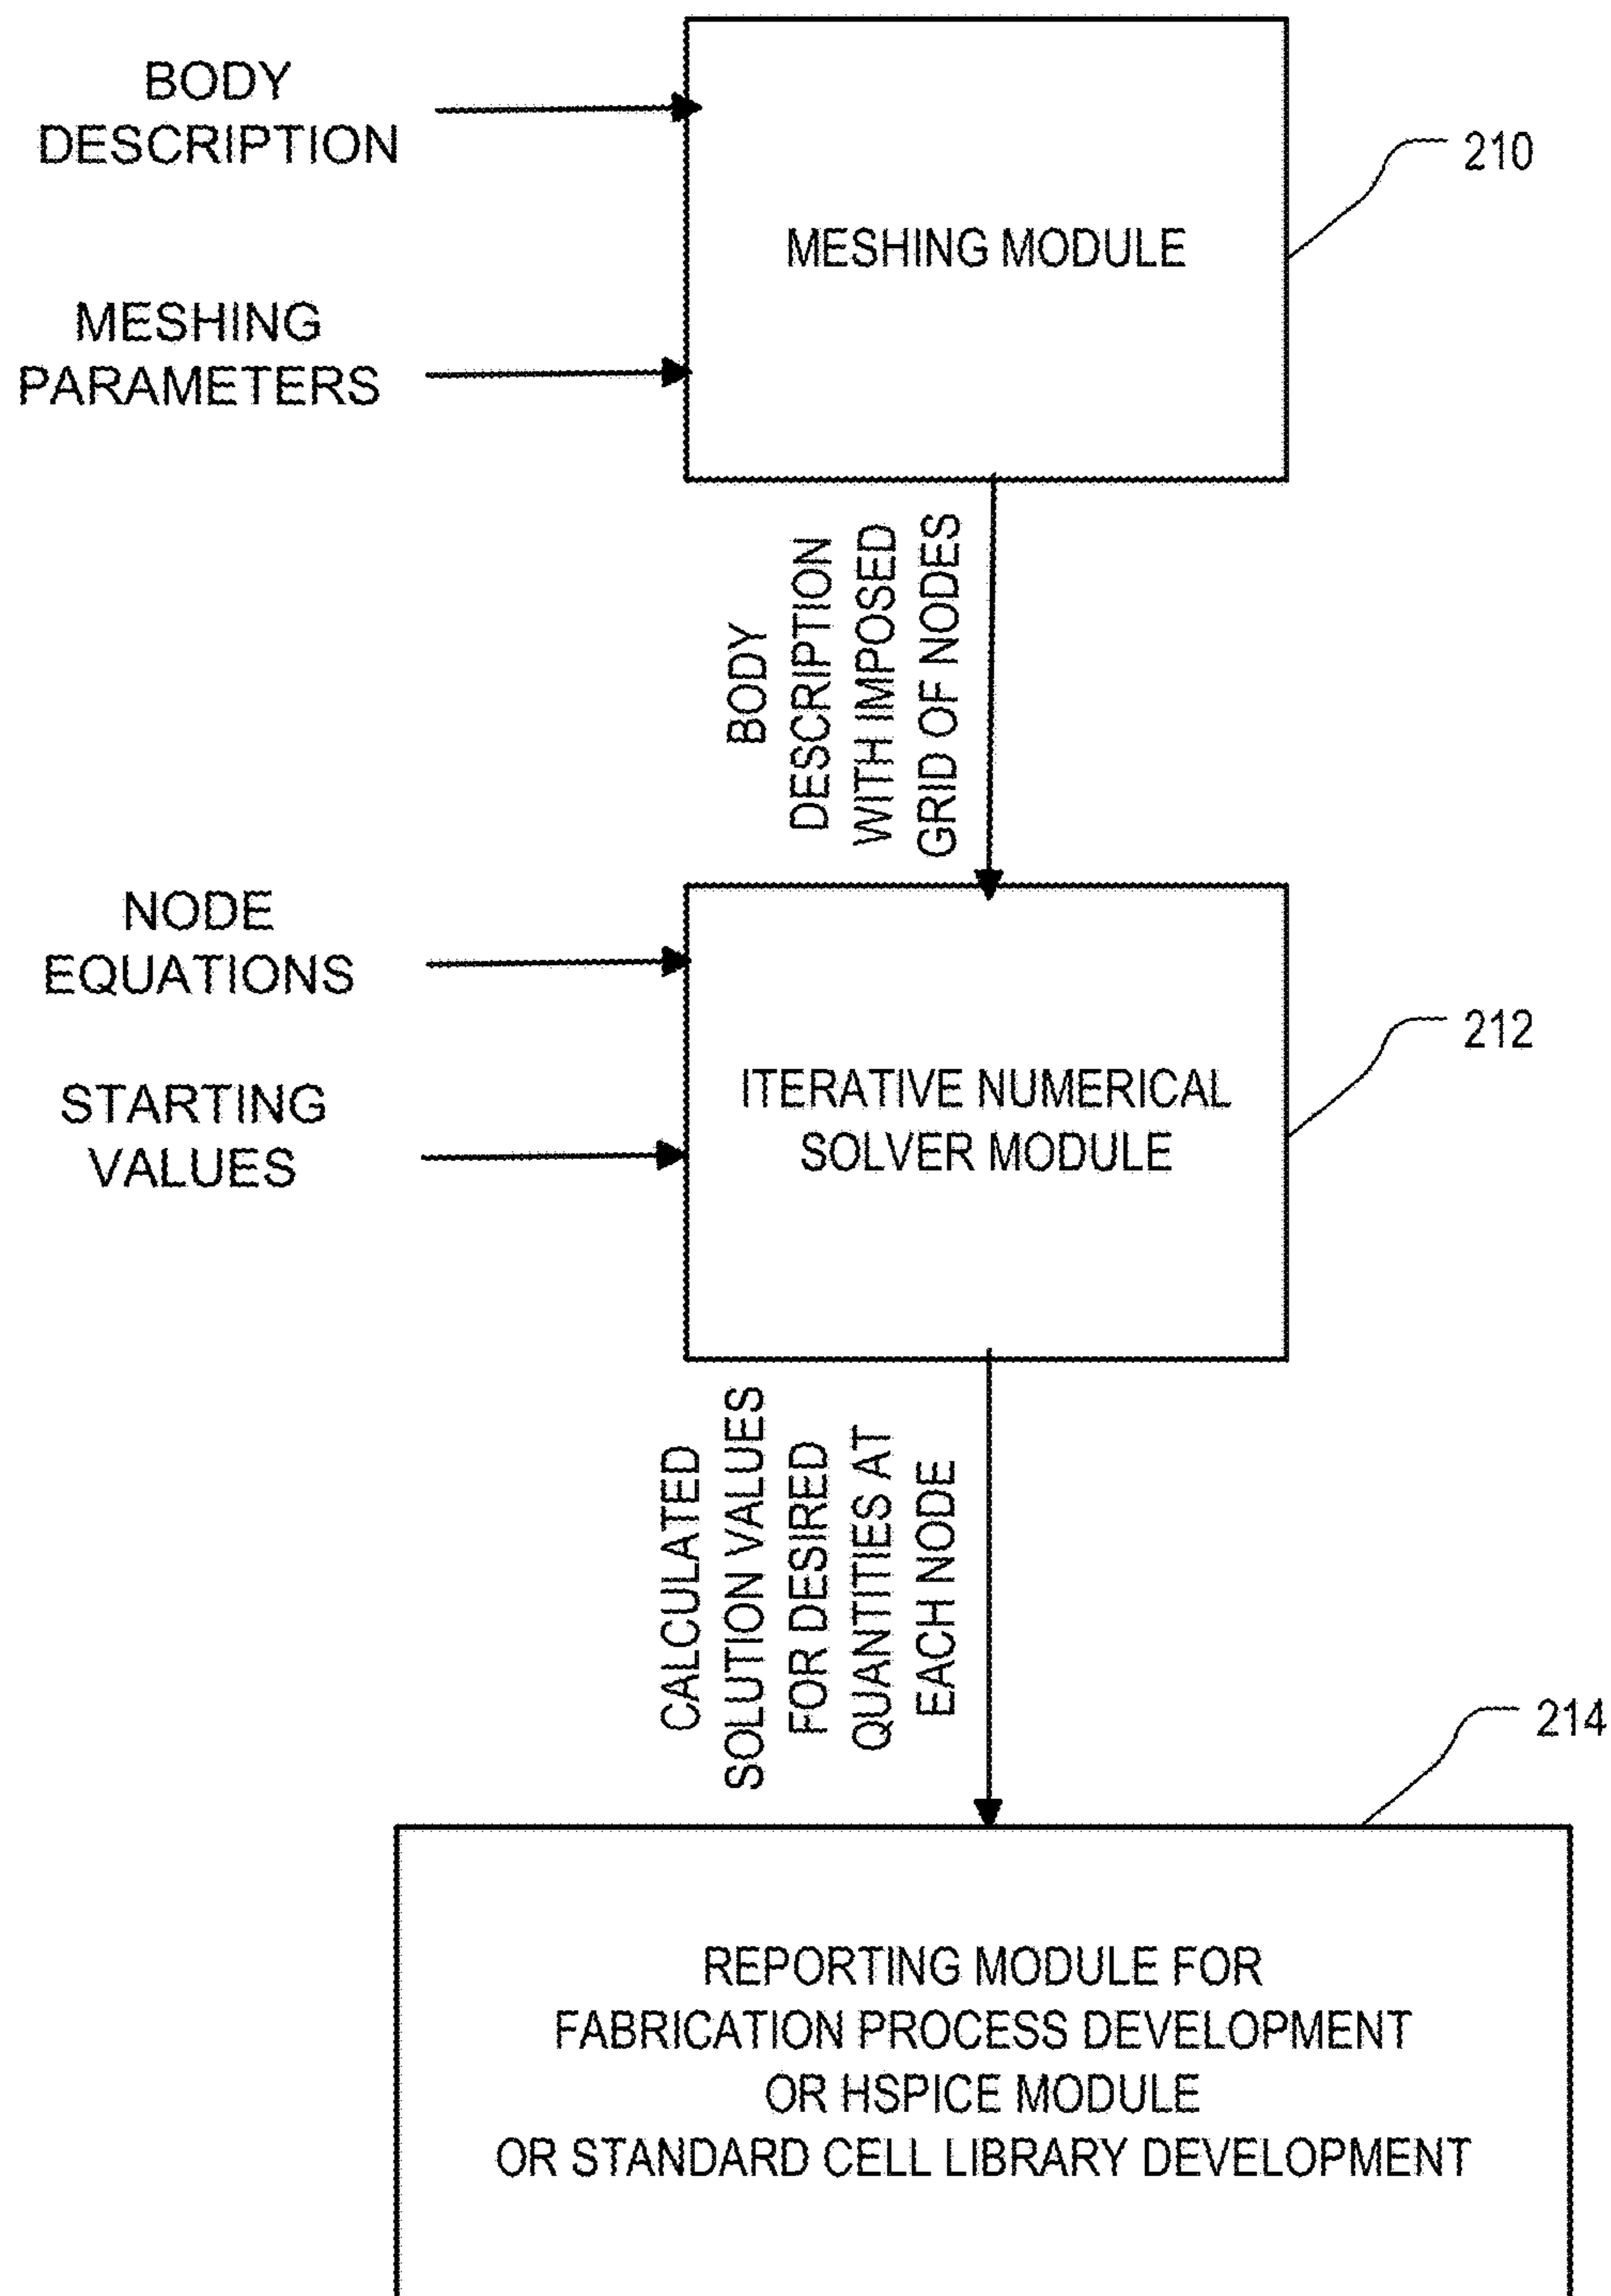 BODY
DESCRIPTION
210
MESHING MODULE
MESHING
PARAMETERS
BODY
DESCRIPTION
WITH IMPOSED
GRID OF NODES
NODE
EQUATIONS
212
ITERATIVE NUMERICAL
SOLVER MODULE
STARTING
VALUES
CALCULATED
SOLUTION VALUES
FOR DESIRED
QUANTITIES AT
EACH NODE
214
REPORTING MODULE FOR
FABRICATION PROCESS DEVELOPMENT
OR HSPICE MODULE
OR STANDARD CELL LIBRARY DEVELOPMENT